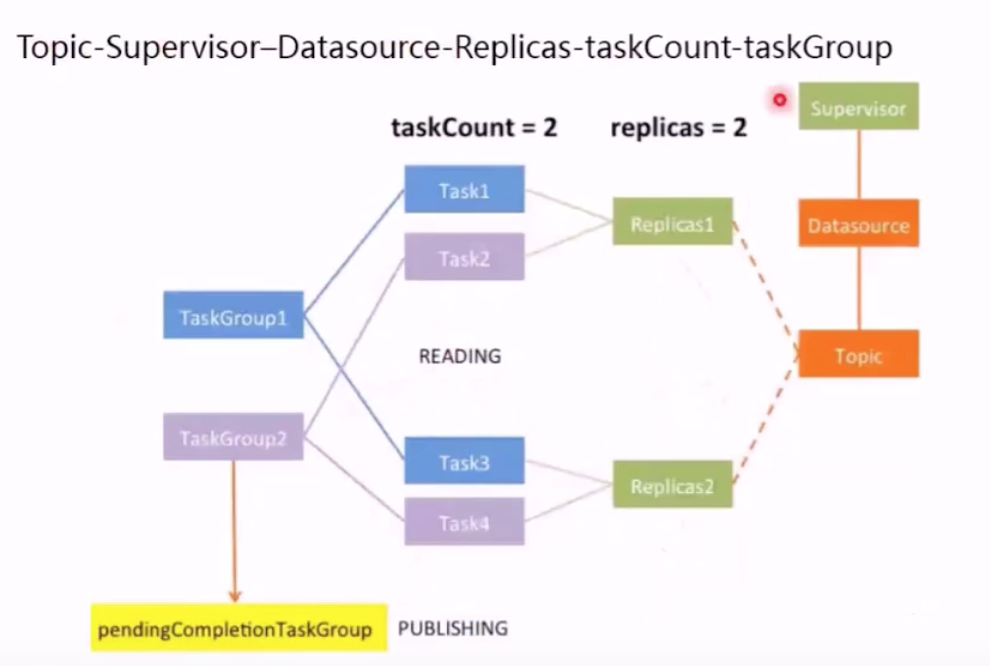 Topic-Supervisor–Datasource-Replicas-taskCount-taskGroup
taskCount = 2
replicas = 2
Supervisor
Task1
Replicas1
Datasource
Task2
TaskGroup1
READING
Topic
TaskGroup2
Task3
Replicas2
Task4
pendingCompletionTaskGroup
PUBLISHING